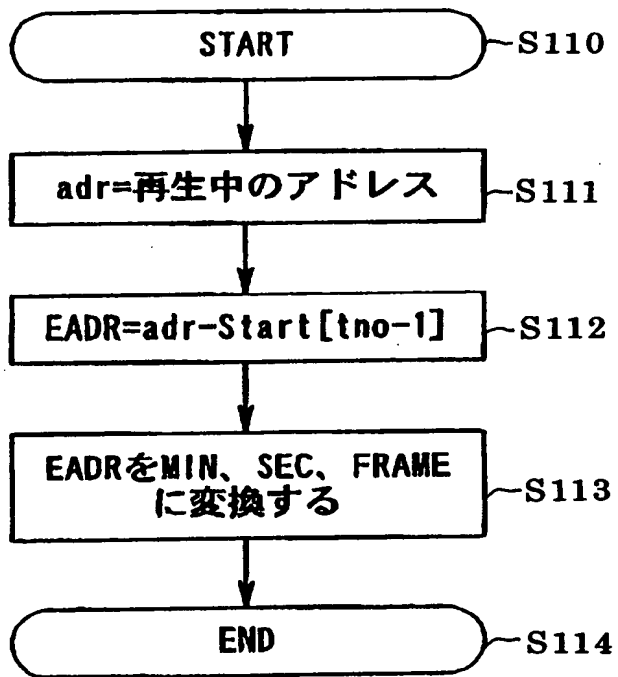 START
S110
adr=再生中のアドレス
S111
EADR=adr-Start[tno-1]
S112
EADRをMIN、SEC、FRAME
に変換する
S113
END
S114